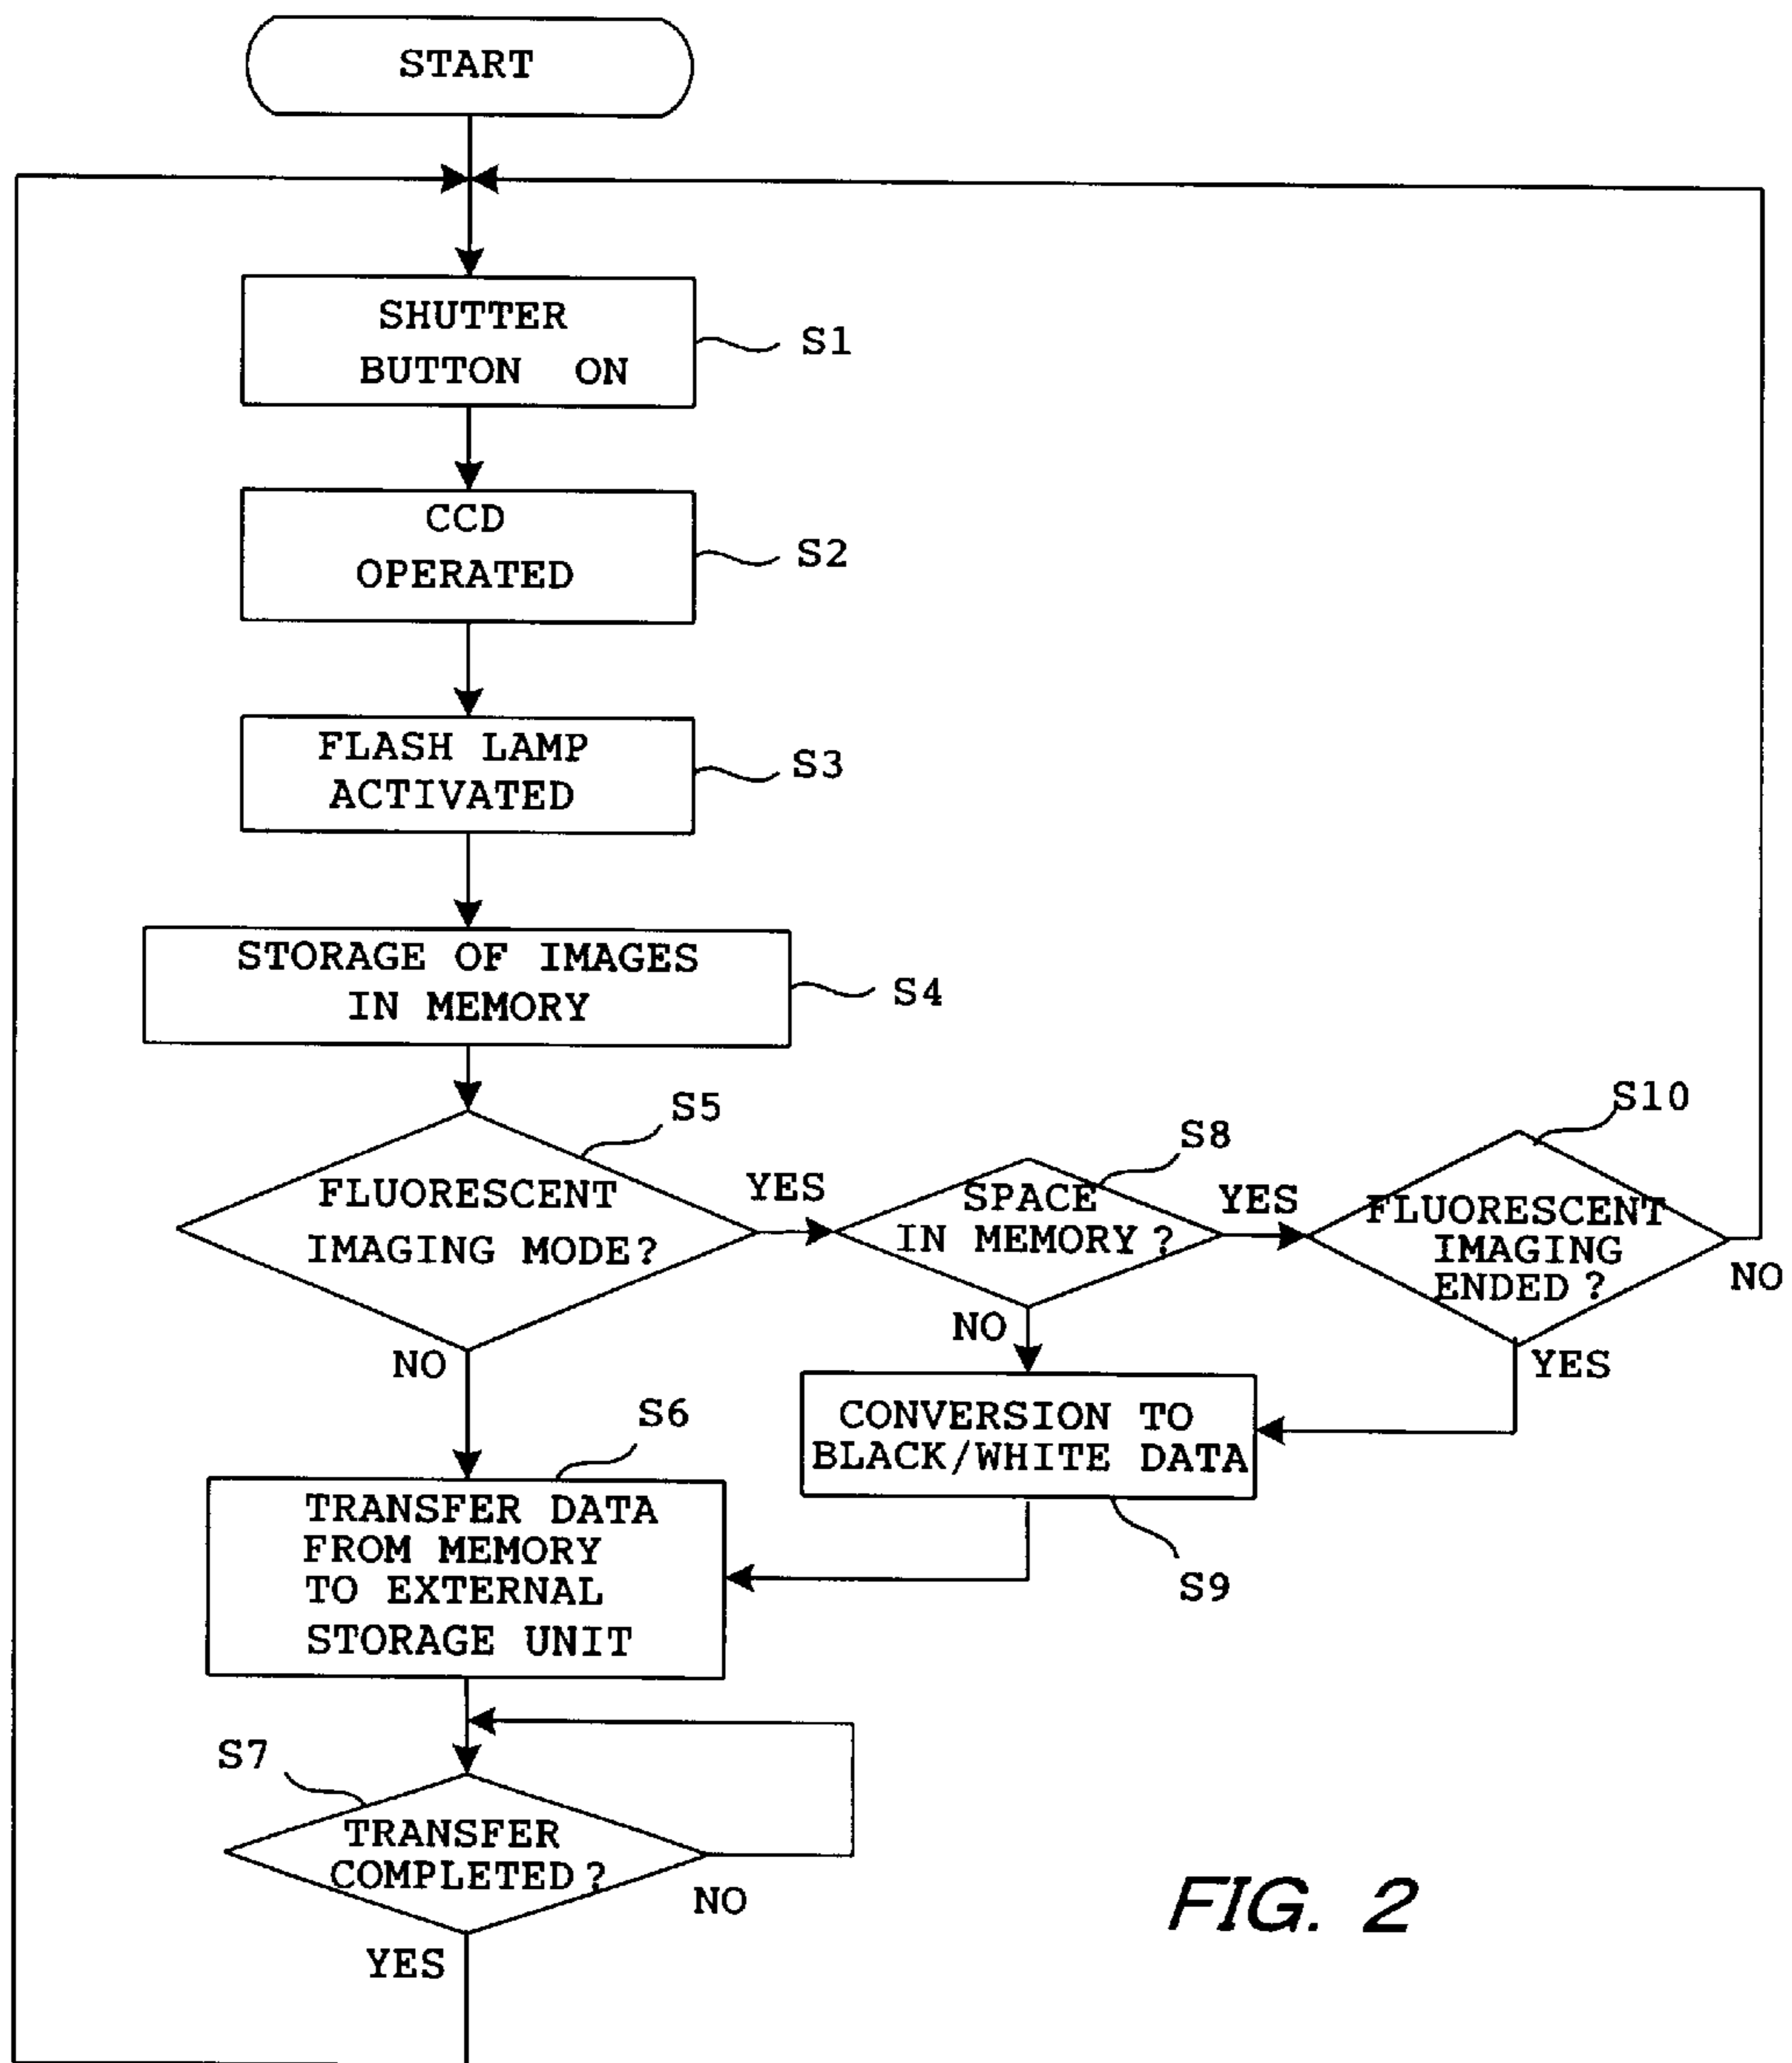 START
SHUTTER
BUTTON ON
S1
CCD
OPERATED
S2
FLASH LAMP
ACTIVATED
S3
STORAGE OF IMAGES
IN MEMORY
S4
S5
FLUORESCENT
IMAGING MODE?
YES
NO
S8
SPACE
IN MEMORY?
YES
NO
S10
FLUORESCENT
IMAGING
ENDED?
NO
YES
CONVERSION TO
BLACK/WHITE DATA
S9
S6
TRANSFER DATA
FROM MEMORY
TO EXTERNAL
STORAGE UNIT
S7
TRANSFER
COMPLETED?
NO
YES
FIG. 2